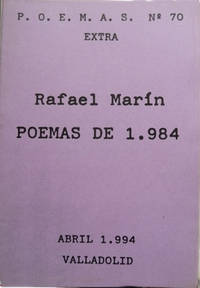 P. O. E. M. A. S. Nº 70
EXTRA
Rafael Marín
POEMAS DE 1.984
ABRIL 1.994
VALLADOLID